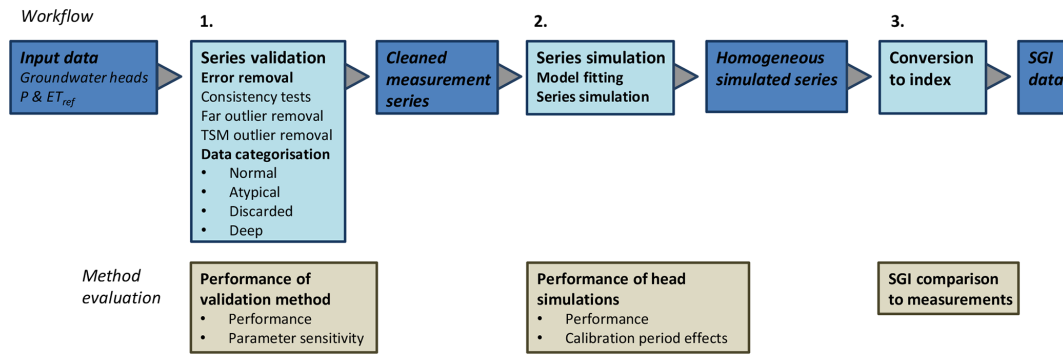 Workflow
1.
2.
3.
Input data
Groundwater heads
P & ETref
Series validation
Error removal
Consistency tests
Far outlier removal
TSM outlier removal
Data categorisation
• Normal
• Atypical
• Discarded
• Deep
Cleaned
measurement
series
Series simulation
Model fitting
Series simulation
Homogeneous
simulated series
Conversion
to index
SGI
data
Method
evaluation
Performance of
validation method
• Performance
• Parameter sensitivity
Performance of head
simulations
• Performance
• Calibration period effects
SGI comparison
to measurements